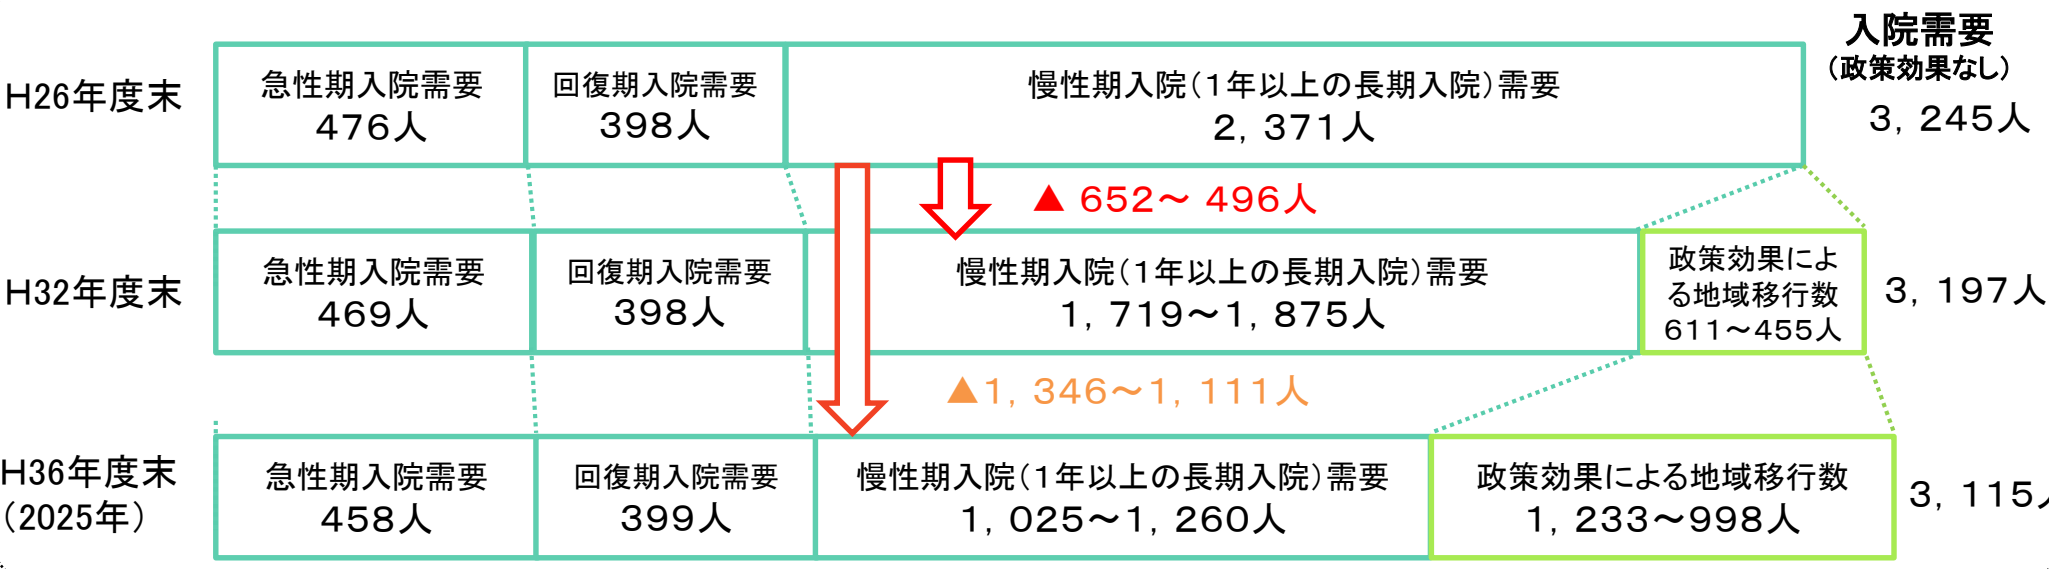 入院需要
（政策効果なし）
H26年度末
急性期入院需要
476人
回復期入院需要
398人
慢性期入院（1年以上の長期入院）需要
2，371人
3，245人
▲ 652～ 496人
H32年度末
急性期入院需要
469人
回復期入院需要
398人
慢性期入院（1年以上の長期入院）需要
1，719～1，875人
政策効果によ
る地域移行数
611～455人
3，197人
▲1，346～1，111人
H36年度末
（2025年）
急性期入院需要
458人
回復期入院需要
399人
慢性期入院（1年以上の長期入院）需要
1，025～1，260人
政策効果による地域移行数
1，233～998人
3，115人